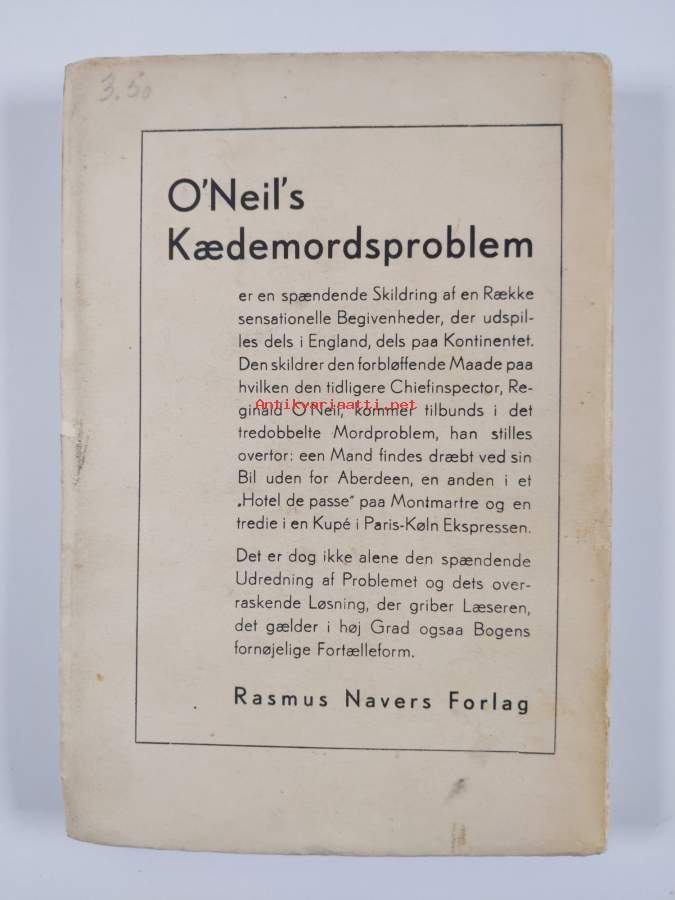 3.50
O'Neil's
Kædemordsproblem
er en spændende Skildring af en Række
sensationelle Begivenheder, der udspil-
les dels i England, dels paa Kontinentet.
Den skildrer den forbløffende Maade paa
hvilken den tidligere Chiefinspector, Re-
ginald O'Neil, kommer tilbunds i det
Antikvariaatti.net
tredobbelte Mordproblem, han stilles
overtor: een Mand findes dræbt ved sin
Bil uden for Aberdeen, en anden i et
„Hotel de passe" paa Montmartre og en
tredie i en Kupé i Paris-Køln Ekspressen.
Det er dog ikke alene den spændende
Udredning af Problemet og dets over-
raskende Løsning, der griber Læseren,
det gælder i høj Grad ogsaa Bogens
fornøjelige Fortælleform.
Rasmus Navers Forlag